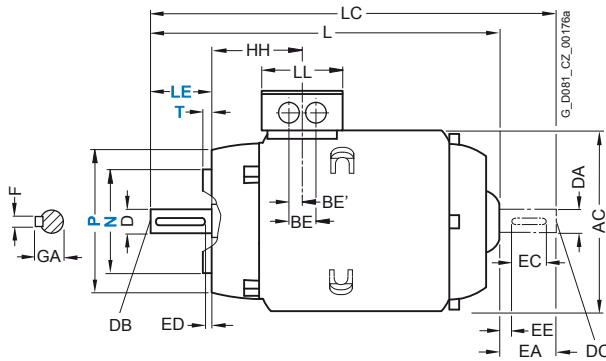 LC
L
HH
LL
LE
T
G_D081_CZ_00176a
F
GA
P
N
D
BE'
BE
DA
AC
EC
DB
ED
EE
EA
DC